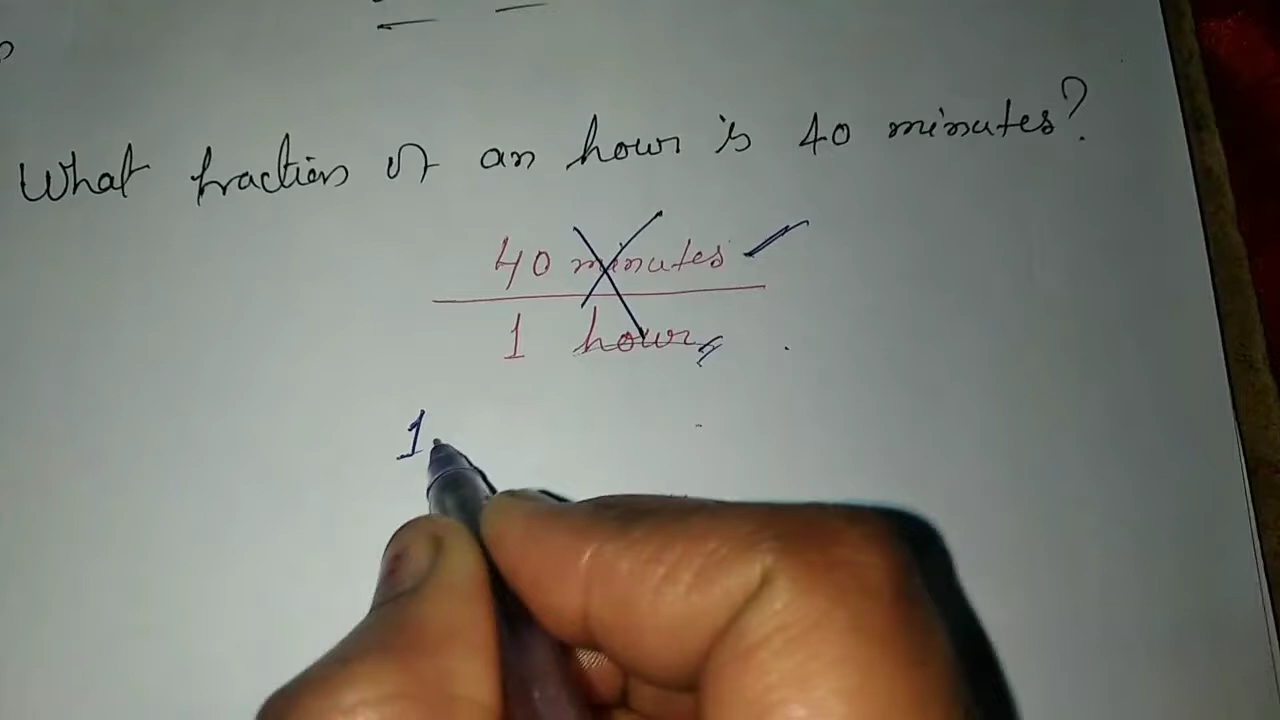 What fraction of an hour is 40 minutes?
40 minutes
1 hour
1